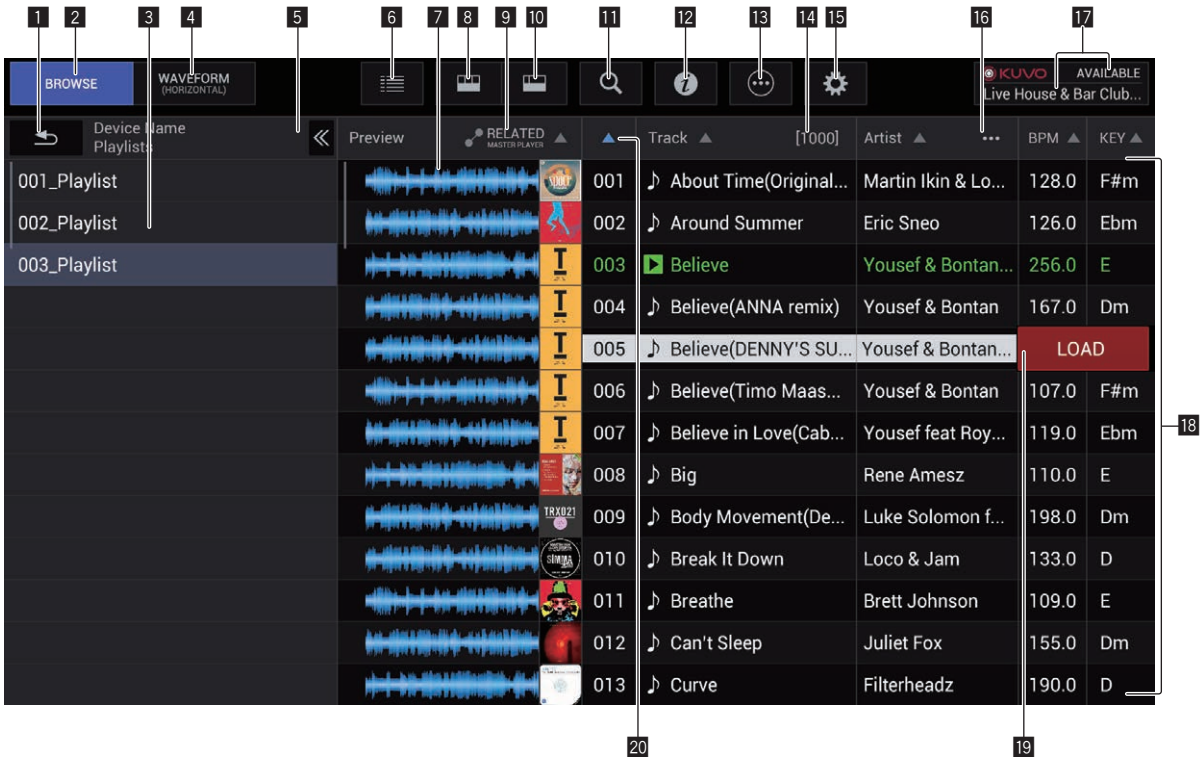 1 2 3 4 5 6 7 8 9 10 11 12 13 14 15 16 17
BROWSE
WAVEFORM
(HORIZONTAL)
KUVO AVAILABLE
Live House & Bar Club...
Device Name
Playlists
Preview
RELATED
MASTER PLAYER
Track [1000] Artist ... BPM KEY
001_Playlist
002_Playlist
003_Playlist
001 About Time(Original... Martin Ikin & Lo... 128.0 F#m
002 Around Summer Eric Sneo 126.0 Ebm
003 Believe Yousef & Bontan... 256.0 E
004 Believe(ANNA remix) Yousef & Bontan 167.0 Dm
005 Believe(DENNY'S SU... Yousef & Bontan... LOAD
006 Believe(Timo Maas... Yousef & Bontan 107.0 F#m
007 Believe in Love(Cab... Yousef feat Roy... 119.0 Ebm
008 Big Rene Amesz 110.0 E
TRX021
009 Body Movement(De... Luke Solomon f... 198.0 Dm
010 Break It Down Loco & Jam 133.0 D
011 Breathe Brett Johnson 109.0 E
012 Can't Sleep Juliet Fox 155.0 Dm
013 Curve Filterheadz 190.0 D
18
20 19